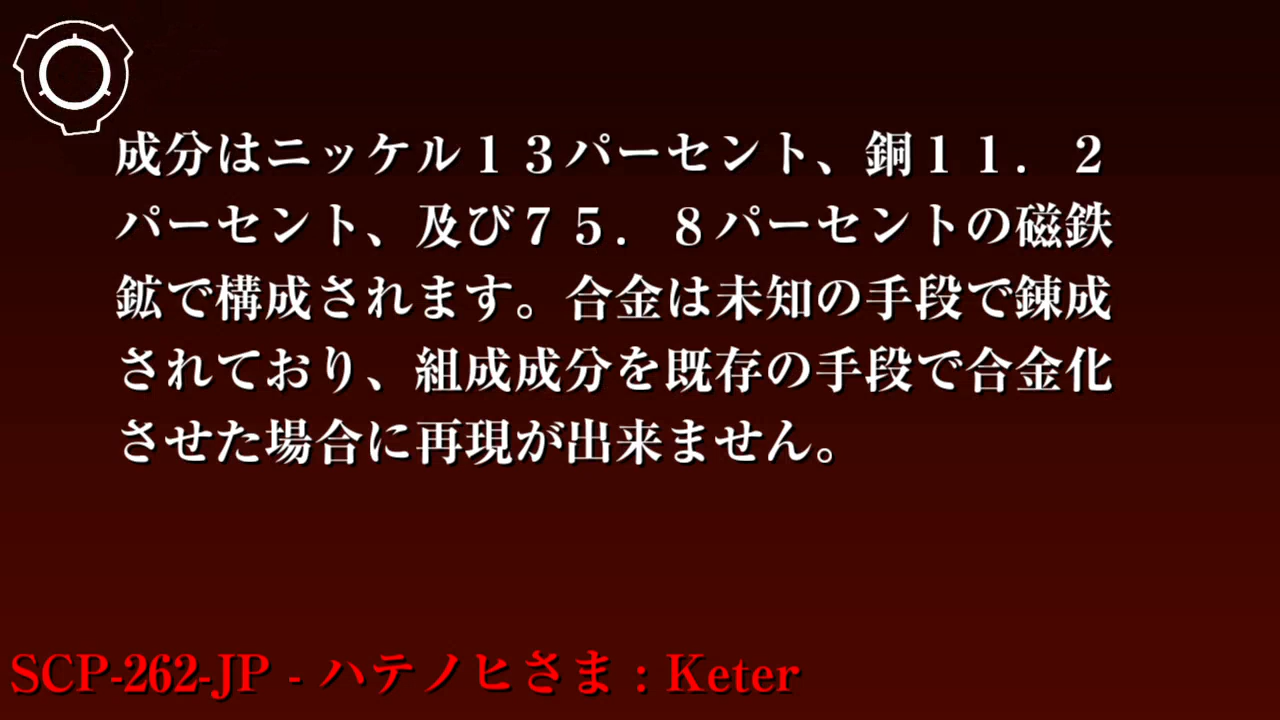 成分はニッケル１３パーセント、銅１１．２
パーセント、及び７５．８パーセントの磁鉄
鉱で構成されます。合金は未知の手段で錬成
されており、組成成分を既存の手段で合金化
させた場合に再現が出来ません。
SCP-262-JP - ハテノヒさま : Keter